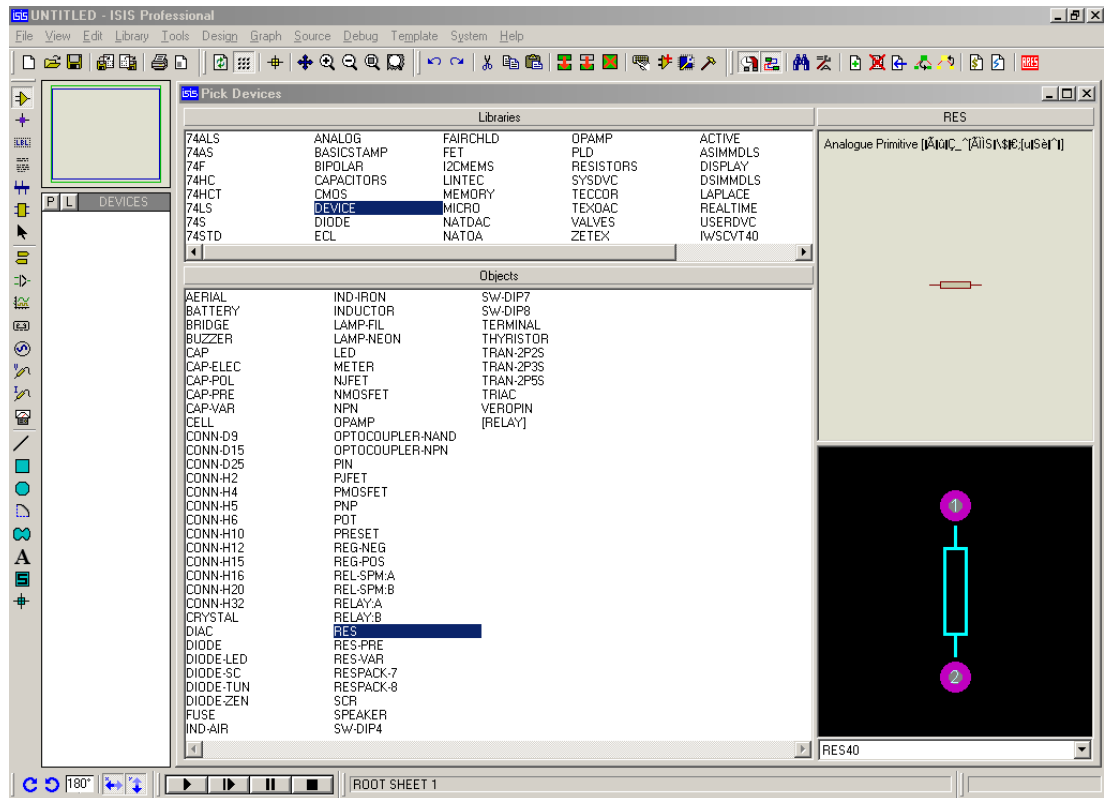 UNTITLED - ISIS Professional
File View Edit Library Tools Design Graph Source Debug Template System Help
Pick Devices
Libraries
RES
74ALS ANALOG FAIRCHLD OPAMP ACTIVE
74AS BASICSTAMP FET PLD ASIMMDLS
74F BIPOLAR I2CMEMS RESISTORS DISPLAY
74HC CAPACITORS LINTEC SYSDVC DSIMMDLS
74HCT CMOS MEMORY TECCOR LAPLACE
74LS DEVICE MICRO TEXOAC REALTIME
74S DIODE NATDAC VALVES USERDVC
74STD ECL NATOA ZETEX IWSCVT40
Analogue Primitive
P L DEVICES
Objects
AERIAL IND-IRON SW-DIP7
BATTERY INDUCTOR SW-DIP8
BRIDGE LAMP-FIL TERMINAL
BUZZER LAMP-NEON THYRISTOR
CAP LED TRAN-2P2S
CAP-ELEC METER TRAN-2P3S
CAP-POL NJFET TRAN-2P5S
CAP-PRE NMOSFET TRIAC
CAP-VAR NPN VEROPIN
CELL OPAMP [RELAY]
CONN-D9 OPTOCOUPLER-NAND
CONN-D15 OPTOCOUPLER-NPN
CONN-D25 PIN
CONN-H2 PJFET
CONN-H4 PMOSFET
CONN-H5 PNP
CONN-H6 POT
CONN-H10 PRESET
CONN-H12 REG-NEG
CONN-H15 REG-POS
CONN-H16 REL-SPM:A
CONN-H20 REL-SPM:B
CONN-H32 RELAY:A
CRYSTAL RELAY:B
DIAC RES
DIODE RES-PRE
DIODE-LED RES-VAR
DIODE-SC RESPACK-7
DIODE-TUN RESPACK-8
DIODE-ZEN SCR
FUSE SPEAKER
IND-AIR SW-DIP4
1
2
RES40
180°
ROOT SHEET 1